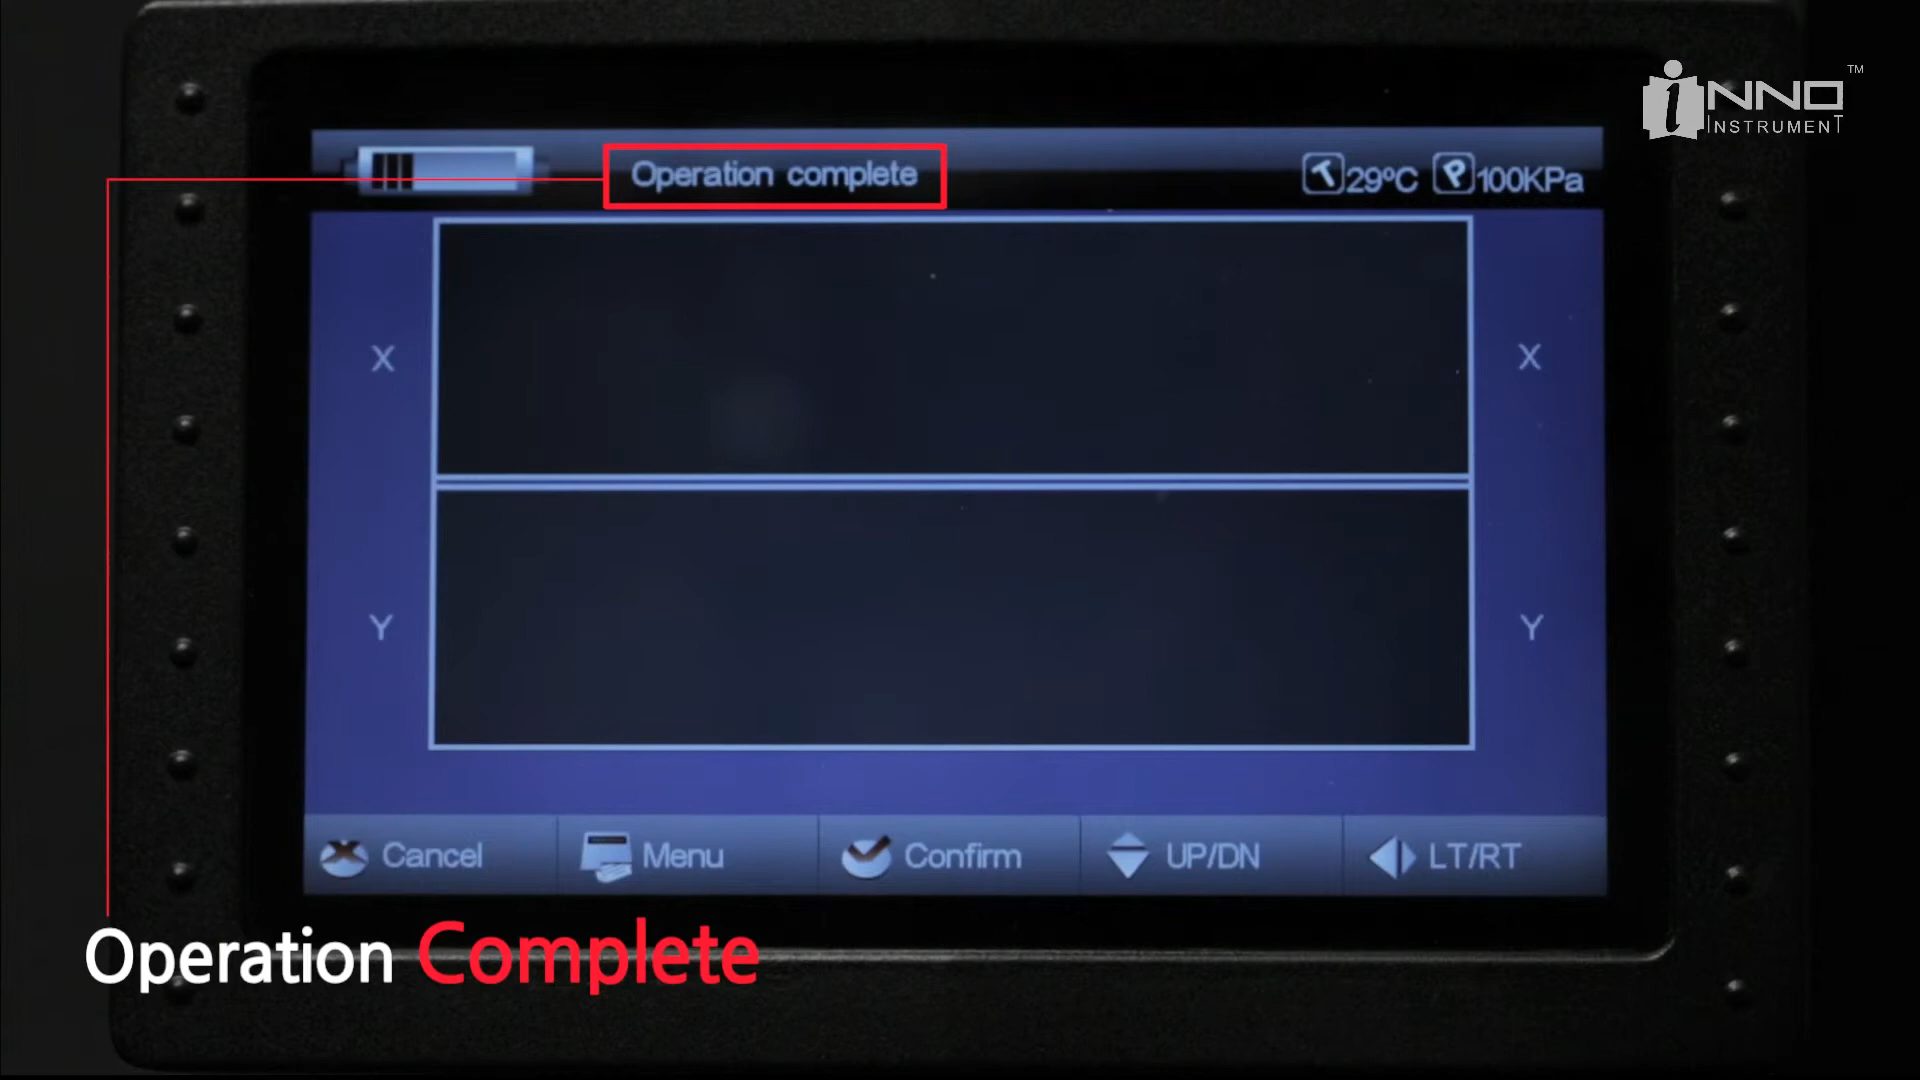 iNNO
INSTRUMENT
TM
Operation complete
T 29°C P 100KPa
X
X
Y
Y
Cancel
Menu
Confirm
UP/DN
LT/RT
Operation Complete